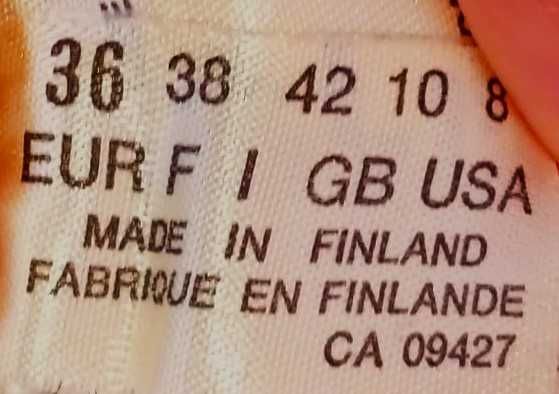 36 38 42 10 8
EUR F I GB USA
MADE IN FINLAND
FABRIQUE EN FINLANDE
CA 09427